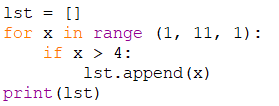 lst = []
for x in range (1, 11, 1):
    if x > 4:
        lst.append(x)
print(lst)